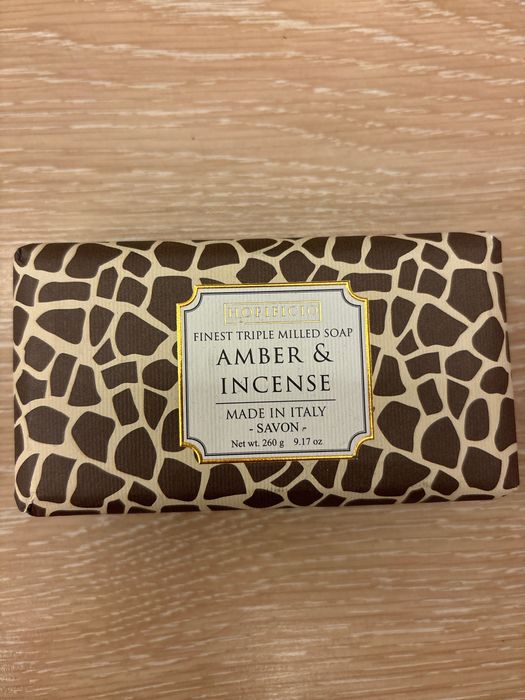 FINEST TRIPLE MILLED SOAP
AMBER &
INCENSE
MADE IN ITALY
- SAVON -
Net wt. 260 g 9.17 oz